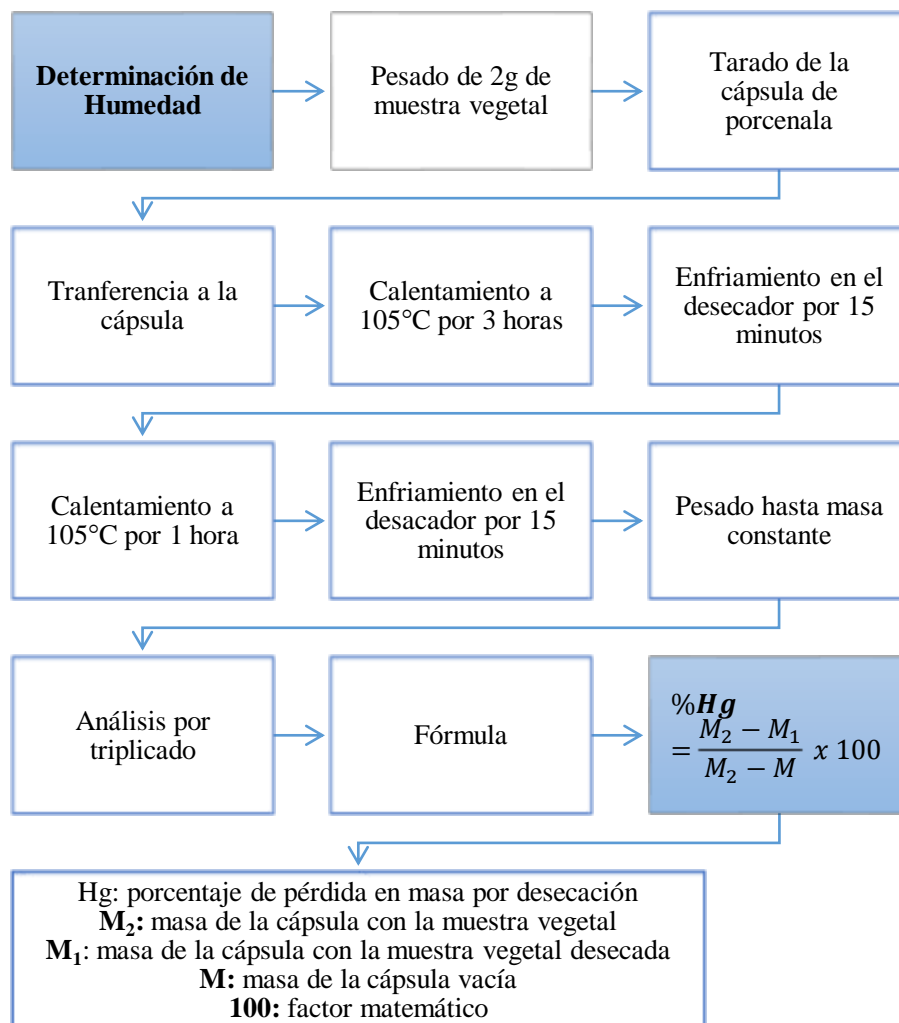 Determinación de
Humedad
Pesado de 2g de
muestra vegetal
Tarado de la
cápsula de
porcenala
Tranferencia a la
cápsula
Calentamiento a
105°C por 3 horas
Enfriamiento en el
desecador por 15
minutos
Calentamiento a
105°C por 1 hora
Enfriamiento en el
desacador por 15
minutos
Pesado hasta masa
constante
Análisis por
triplicado
Fórmula
%Hg
= (M₂ − M₁) / (M₂ − M) x 100
Hg: porcentaje de pérdida en masa por desecación
M₂: masa de la cápsula con la muestra vegetal
M₁: masa de la cápsula con la muestra vegetal desecada
M: masa de la cápsula vacía
100: factor matemático